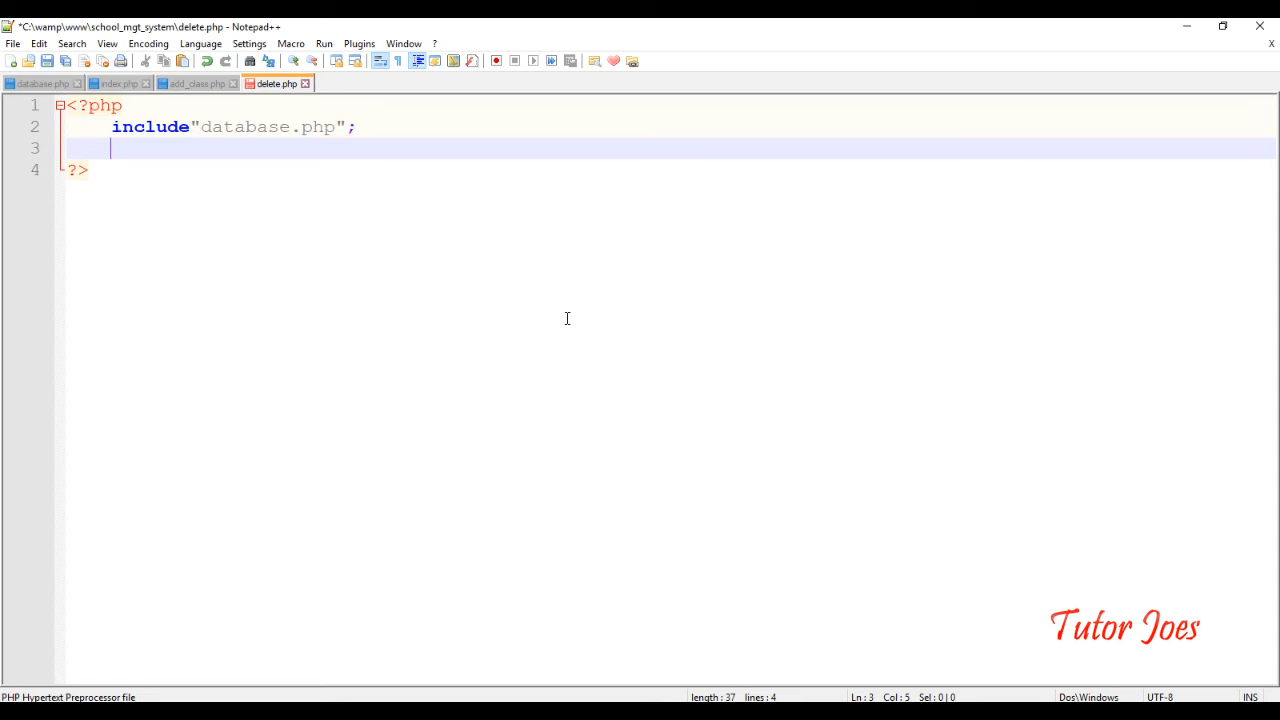 *C:\wamp\www\school_mgt_system\delete.php - Notepad++
File Edit Search View Encoding Language Settings Macro Run Plugins Window ? X
database.php index.php add_class.php delete.php
1 <?php
2 include"database.php";
3
4 ?>
Tutor Joes
PHP Hypertext Preprocessor file length : 37 lines : 4 Ln : 3 Col : 5 Sel : 0 | 0 Dos\Windows UTF-8 INS